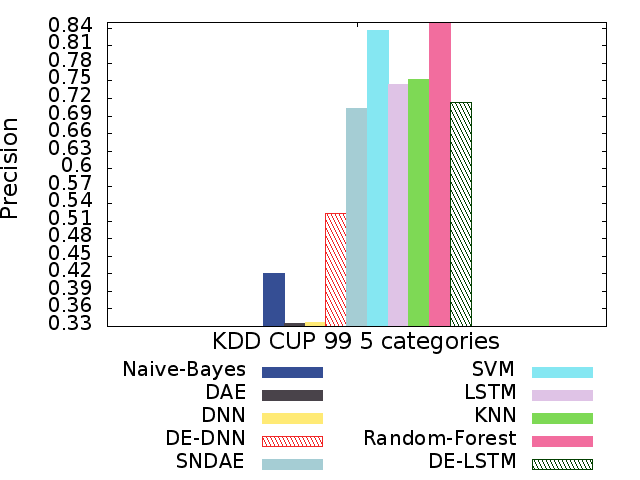 0.84
0.81
0.78
0.75
0.72
0.69
0.66
0.63
0.6
0.57
0.54
0.51
0.48
0.45
0.42
0.39
0.36
0.33
Precision
KDD CUP 99 5 categories
Naive-Bayes
DAE
DNN
DE-DNN
SNDAE
SVM
LSTM
KNN
Random-Forest
DE-LSTM